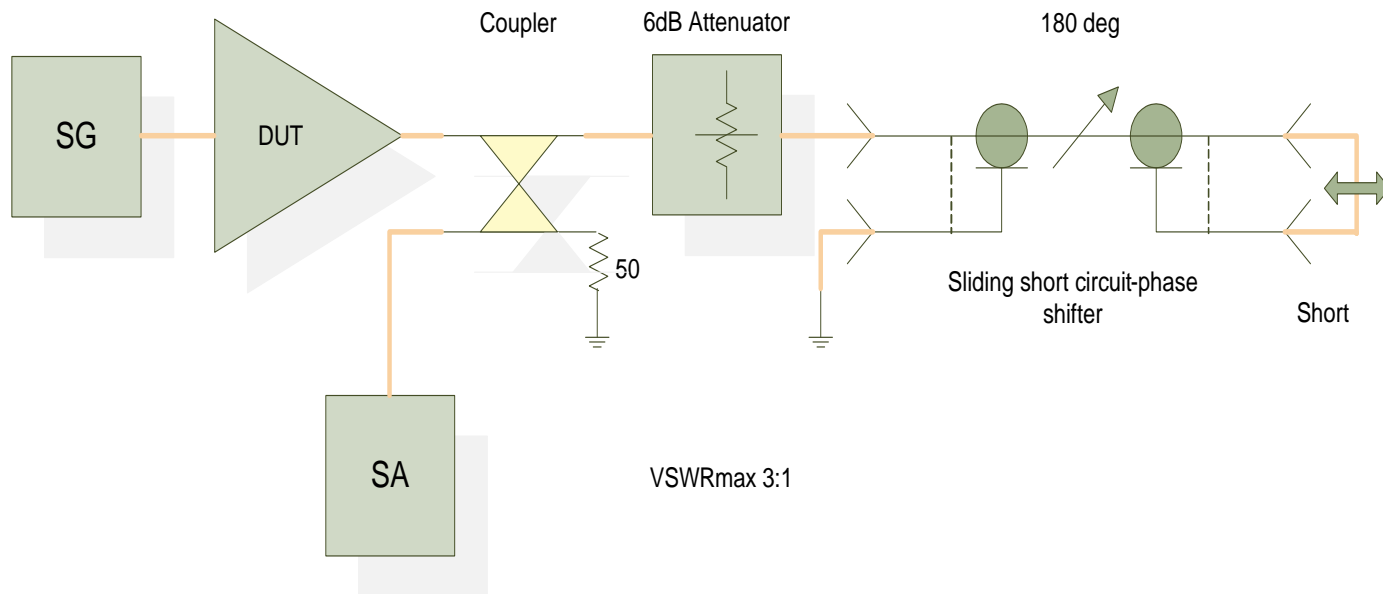 Coupler
6dB Attenuator
180 deg
SG
DUT
50
Sliding short circuit-phase
shifter
Short
SA
VSWRmax 3:1